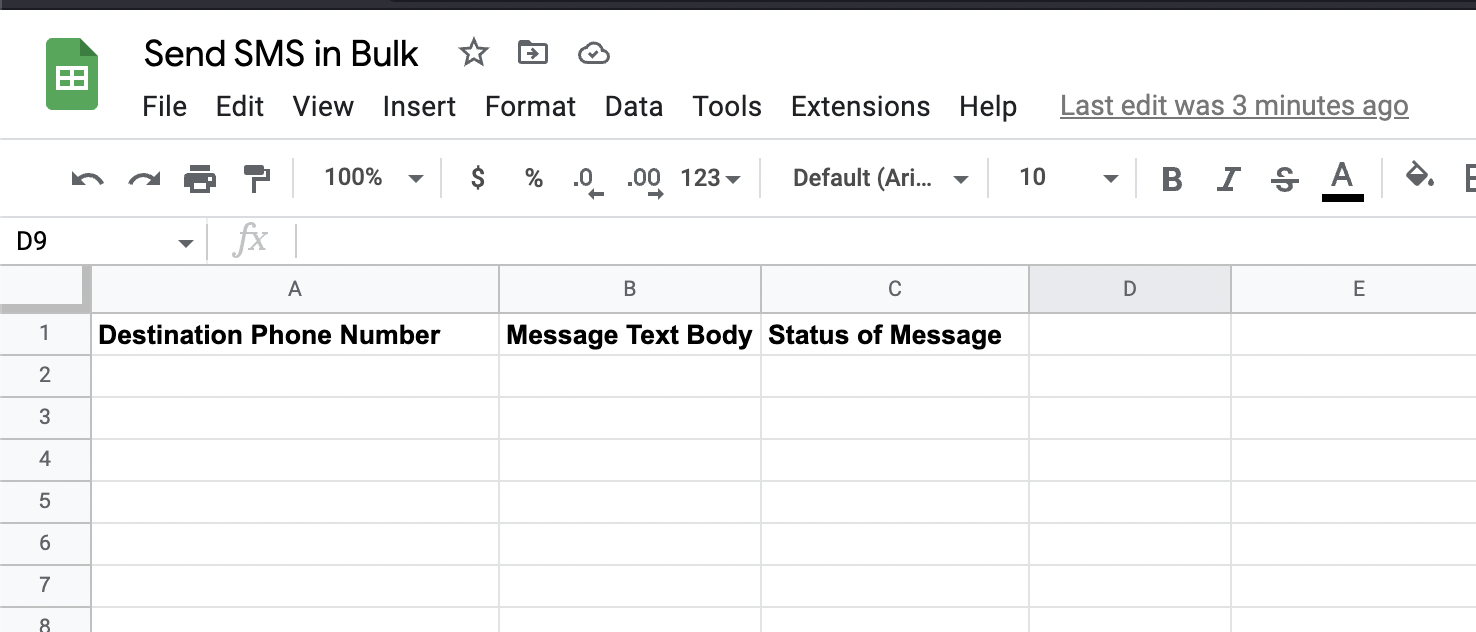 Send SMS in Bulk
File Edit View Insert Format Data Tools Extensions Help Last edit was 3 minutes ago
100% $ % .0 .00 123 Default (Ari... 10 B I S A
D9 fx
A B C D E
1 Destination Phone Number Message Text Body Status of Message
2
3
4
5
6
7
8